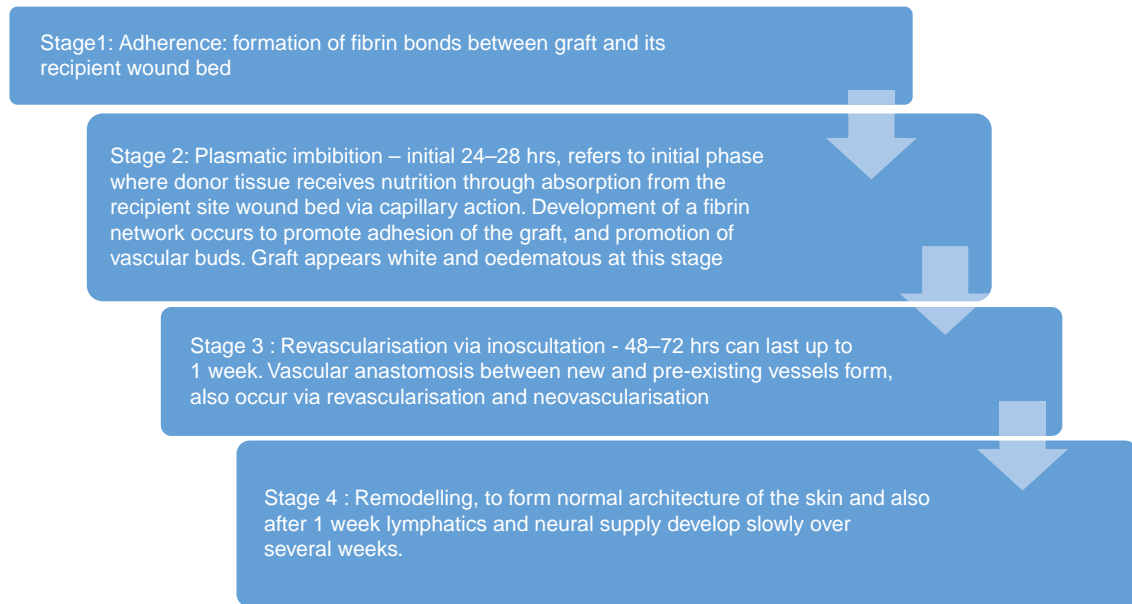 Stage1: Adherence: formation of fibrin bonds between graft and its
recipient wound bed
Stage 2: Plasmatic imbibition – initial 24–28 hrs, refers to initial phase
where donor tissue receives nutrition through absorption from the
recipient site wound bed via capillary action. Development of a fibrin
network occurs to promote adhesion of the graft, and promotion of
vascular buds. Graft appears white and oedematous at this stage
Stage 3 : Revascularisation via inoscultation - 48–72 hrs can last up to
1 week. Vascular anastomosis between new and pre-existing vessels form,
also occur via revascularisation and neovascularisation
Stage 4 : Remodelling, to form normal architecture of the skin and also
after 1 week lymphatics and neural supply develop slowly over
several weeks.